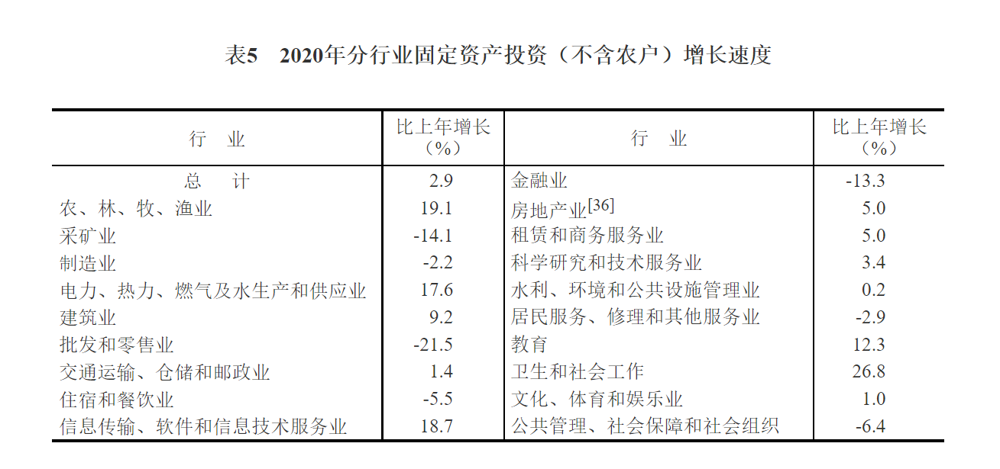 表5 2020年分行业固定资产投资（不含农户）增长速度
行 业 比上年增长（%） 行 业 比上年增长（%）
总 计 2.9 金融业 -13.3
农、林、牧、渔业 19.1 房地产业[36] 5.0
采矿业 -14.1 租赁和商务服务业 5.0
制造业 -2.2 科学研究和技术服务业 3.4
电力、热力、燃气及水生产和供应业 17.6 水利、环境和公共设施管理业 0.2
建筑业 9.2 居民服务、修理和其他服务业 -2.9
批发和零售业 -21.5 教育 12.3
交通运输、仓储和邮政业 1.4 卫生和社会工作 26.8
住宿和餐饮业 -5.5 文化、体育和娱乐业 1.0
信息传输、软件和信息技术服务业 18.7 公共管理、社会保障和社会组织 -6.4